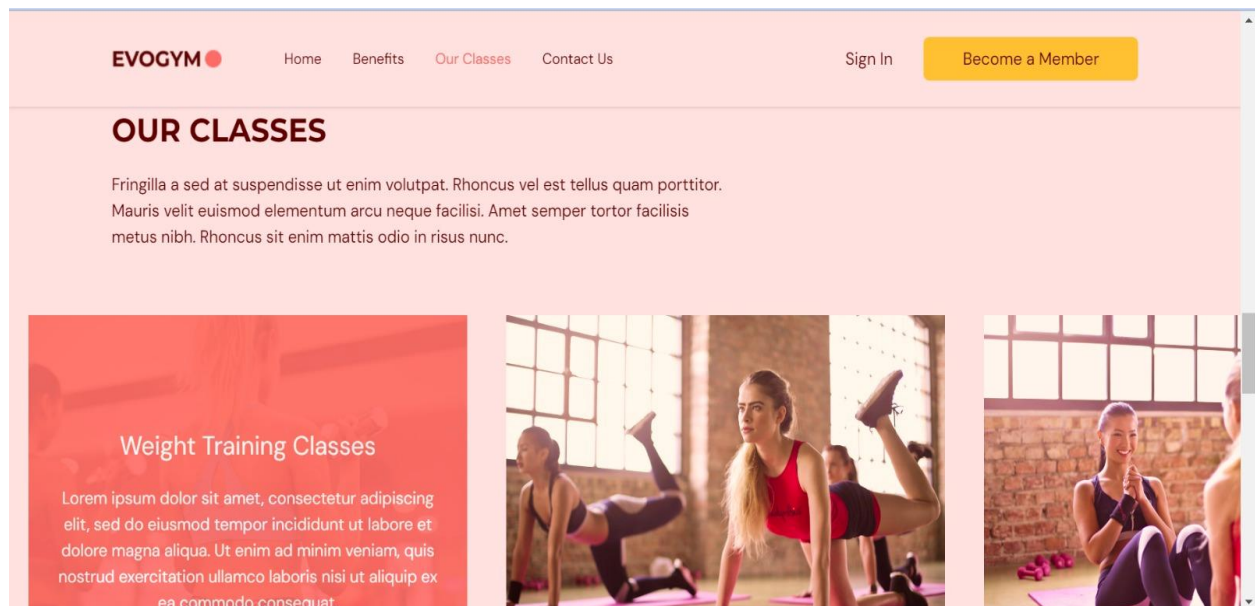 EVOGYM
Home
Benefits
Our Classes
Contact Us
Sign In
Become a Member
OUR CLASSES
Fringilla a sed at suspendisse ut enim volutpat. Rhoncus vel est tellus quam porttitor.
Mauris velit euismod elementum arcu neque facilisi. Amet semper tortor facilisis
metus nibh. Rhoncus sit enim mattis odio in risus nunc.
Weight Training Classes
Lorem ipsum dolor sit amet, consectetur adipiscing
elit, sed do eiusmod tempor incididunt ut labore et
dolore magna aliqua. Ut enim ad minim veniam, quis
nostrud exercitation ullamco laboris nisi ut aliquip ex
ea commodo consequat